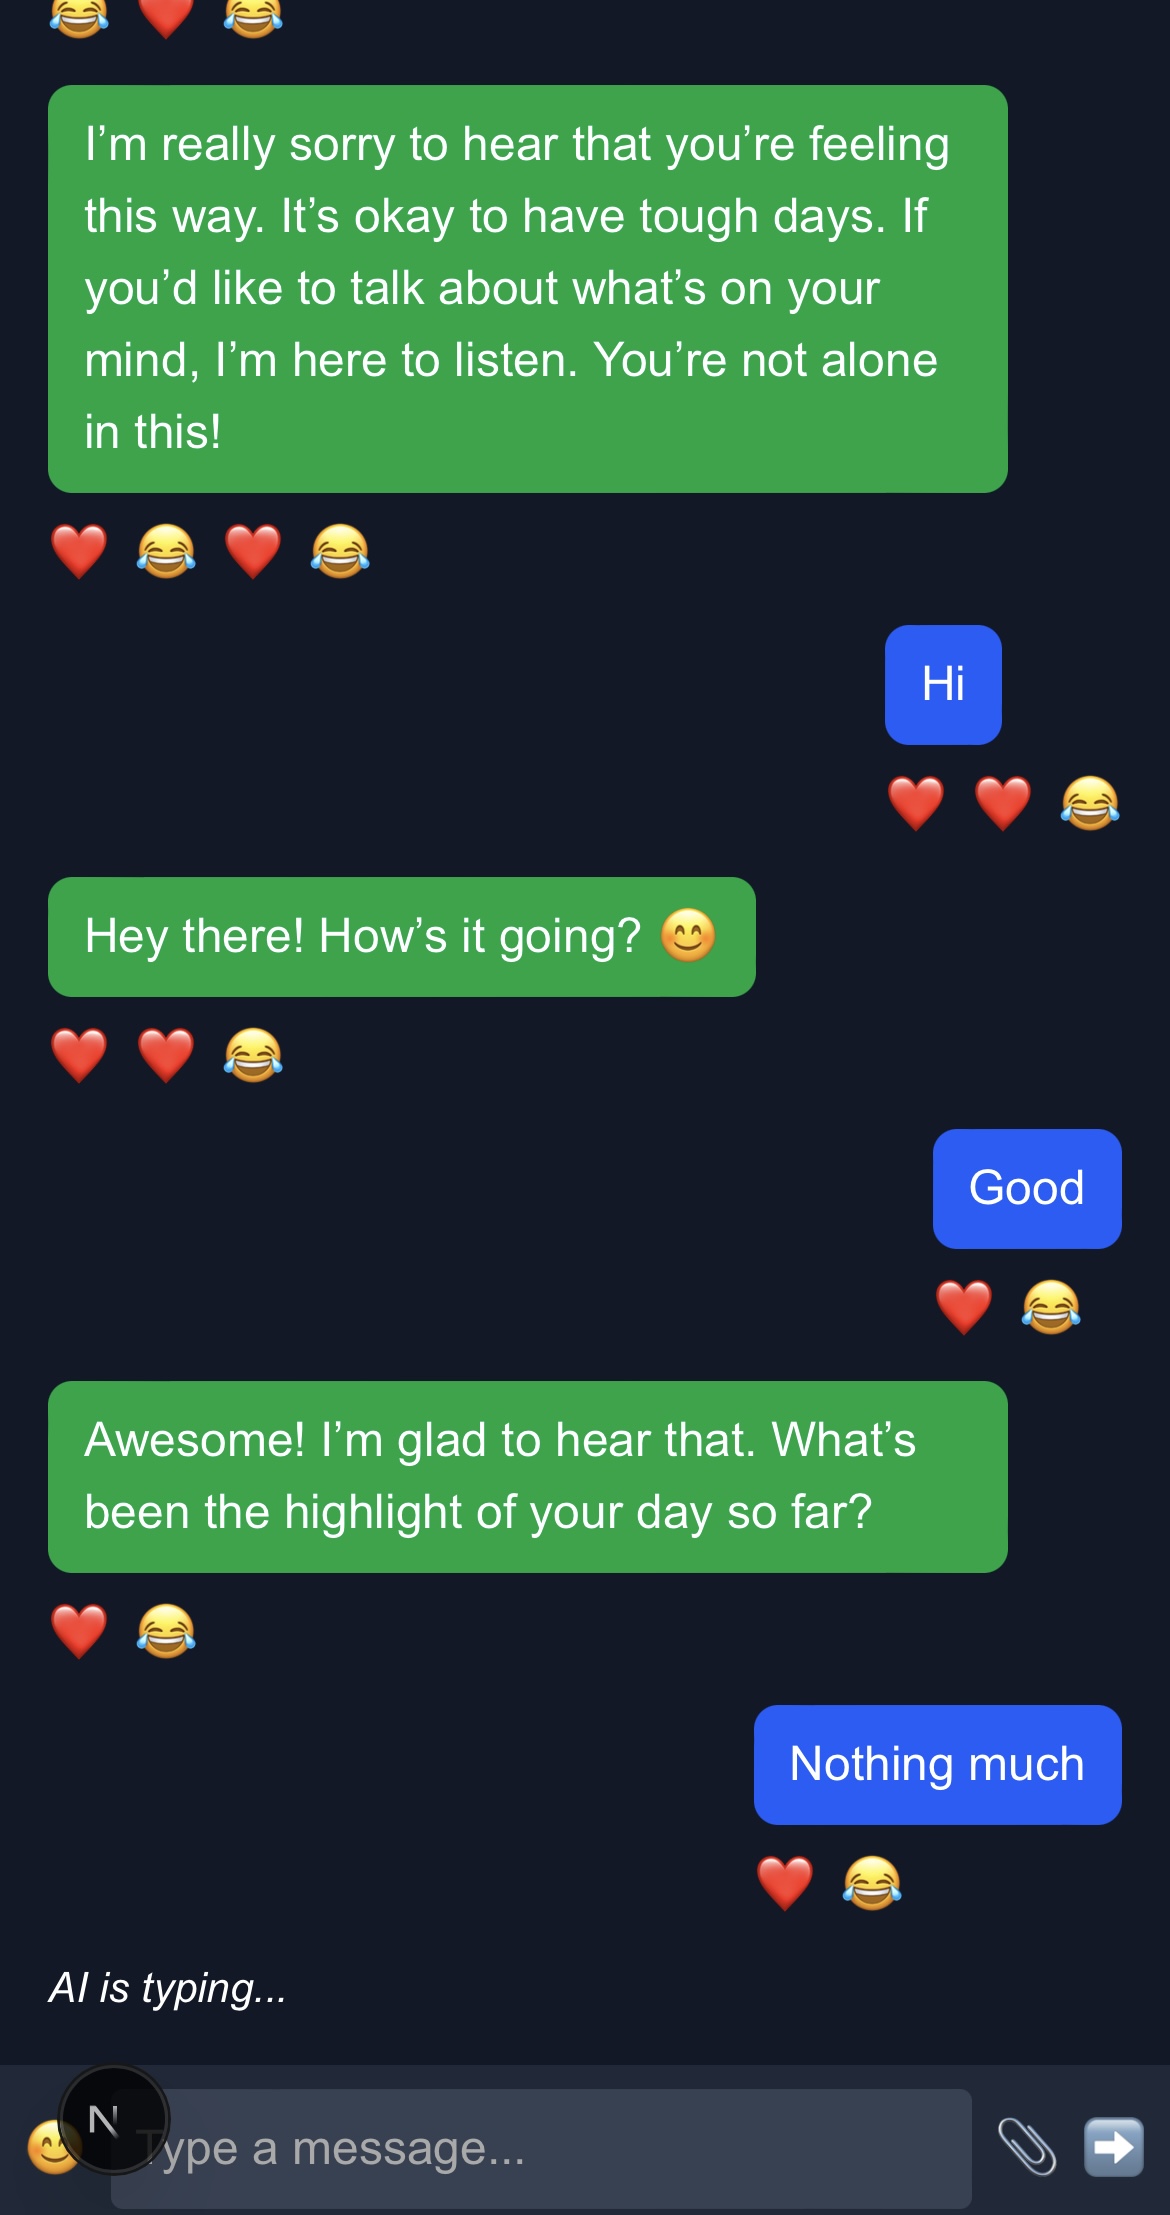 😂 ❤️ 😂
I’m really sorry to hear that you’re feeling
this way. It’s okay to have tough days. If
you’d like to talk about what’s on your
mind, I’m here to listen. You’re not alone
in this!
❤️ 😂 ❤️ 😂
Hi
❤️ ❤️ 😂
Hey there! How’s it going? 😊
❤️ ❤️ 😂
Good
❤️ 😂
Awesome! I’m glad to hear that. What’s
been the highlight of your day so far?
❤️ 😂
Nothing much
❤️ 😂
AI is typing...
N
Type a message...